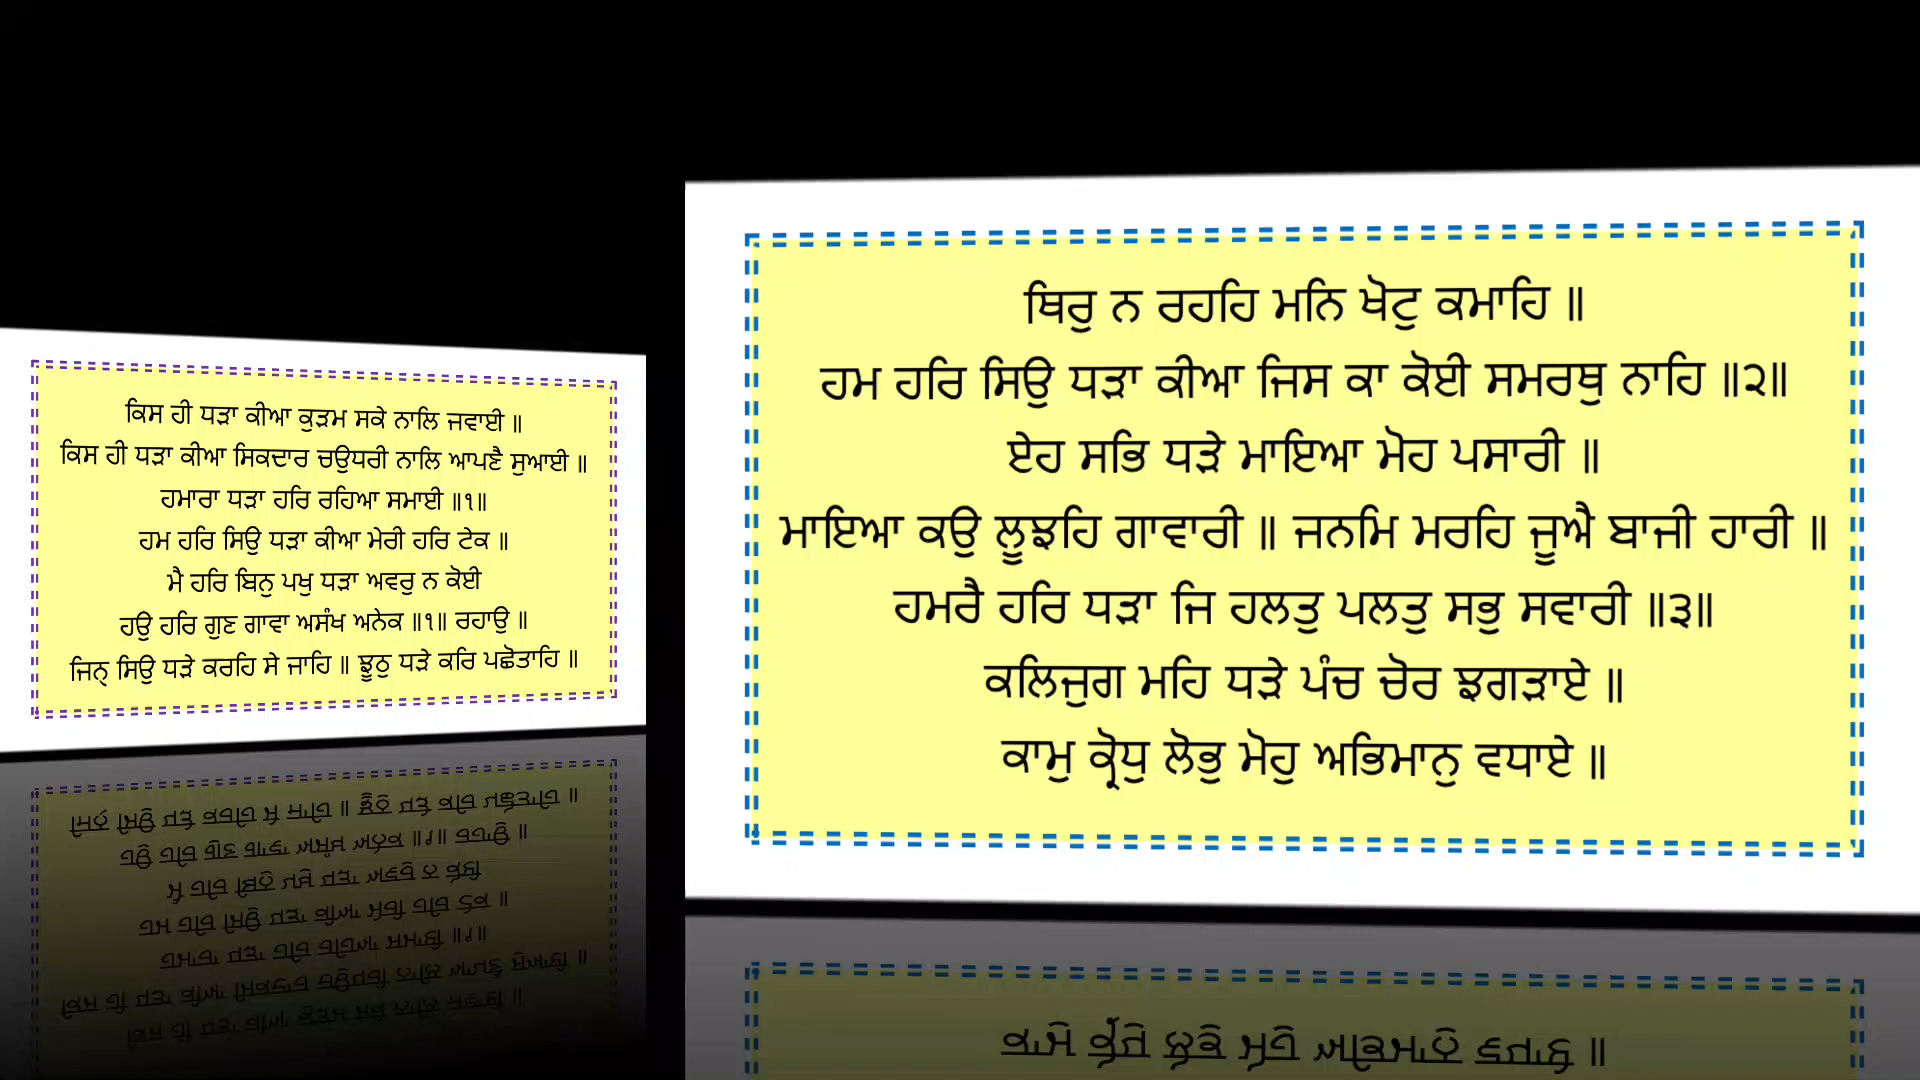 ਕਿਸ ਹੀ ਧੜਾ ਕੀਆ ਕੁੜਮ ਸਕੇ ਨਾਲਿ ਜਵਾਈ ॥
ਕਿਸ ਹੀ ਧੜਾ ਕੀਆ ਸਿਕਦਾਰ ਚਉਧਰੀ ਨਾਲਿ ਆਪਣੈ ਸੁਆਈ ॥
ਹਮਾਰਾ ਧੜਾ ਹਰਿ ਰਹਿਆ ਸਮਾਈ ॥੧॥
ਹਮ ਹਰਿ ਸਿਉ ਧੜਾ ਕੀਆ ਮੇਰੀ ਹਰਿ ਟੇਕ ॥
ਮੈ ਹਰਿ ਬਿਨੁ ਪਖੁ ਧੜਾ ਅਵਰੁ ਨ ਕੋਈ
ਹਉ ਹਰਿ ਗੁਣ ਗਾਵਾ ਅਸੰਖ ਅਨੇਕ ॥੧॥ ਰਹਾਉ ॥
ਜਿਨ੍ ਸਿਉ ਧੜੇ ਕਰਹਿ ਸੇ ਜਾਹਿ ॥ ਝੂਠੁ ਧੜੇ ਕਰਿ ਪਛੋਤਾਹਿ ॥
ਥਿਰੁ ਨ ਰਹਹਿ ਮਨਿ ਖੋਟੁ ਕਮਾਹਿ ॥
ਹਮ ਹਰਿ ਸਿਉ ਧੜਾ ਕੀਆ ਜਿਸ ਕਾ ਕੋਈ ਸਮਰਥੁ ਨਾਹਿ ॥੨॥
ਏਹ ਸਭਿ ਧੜੇ ਮਾਇਆ ਮੋਹ ਪਸਾਰੀ ॥
ਮਾਇਆ ਕਉ ਲੂਝਹਿ ਗਾਵਾਰੀ ॥ ਜਨਮਿ ਮਰਹਿ ਜੂਐ ਬਾਜੀ ਹਾਰੀ ॥
ਹਮਰੈ ਹਰਿ ਧੜਾ ਜਿ ਹਲਤੁ ਪਲਤੁ ਸਭੁ ਸਵਾਰੀ ॥੩॥
ਕਲਿਜੁਗ ਮਹਿ ਧੜੇ ਪੰਚ ਚੋਰ ਝਗੜਾਏ ॥
ਕਾਮੁ ਕ੍ਰੋਧੁ ਲੋਭੁ ਮੋਹੁ ਅਭਿਮਾਨੁ ਵਧਾਏ ॥